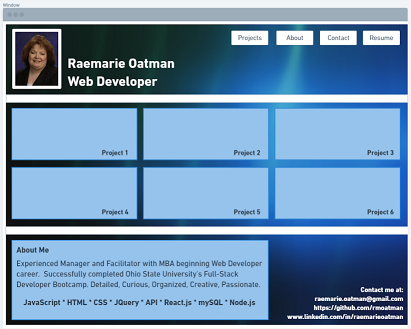 Window
Projects
About
Contact
Resume
Raemarie Oatman
Web Developer
Project 1
Project 2
Project 3
Project 4
Project 5
Project 6
About Me
Experienced Manager and Facilitator with MBA beginning Web Developer
career. Successfully completed Ohio State University's Full-Stack
Developer Bootcamp. Detailed, Curious, Organized, Creative, Passionate.
JavaScript * HTML * CSS * JQuery * API * React.js * mySQL * Node.js
Contact me at:
raemarie.oatman@gmail.com
https://github.com/rmoatman
www.linkedin.com/in/raemarieoatman